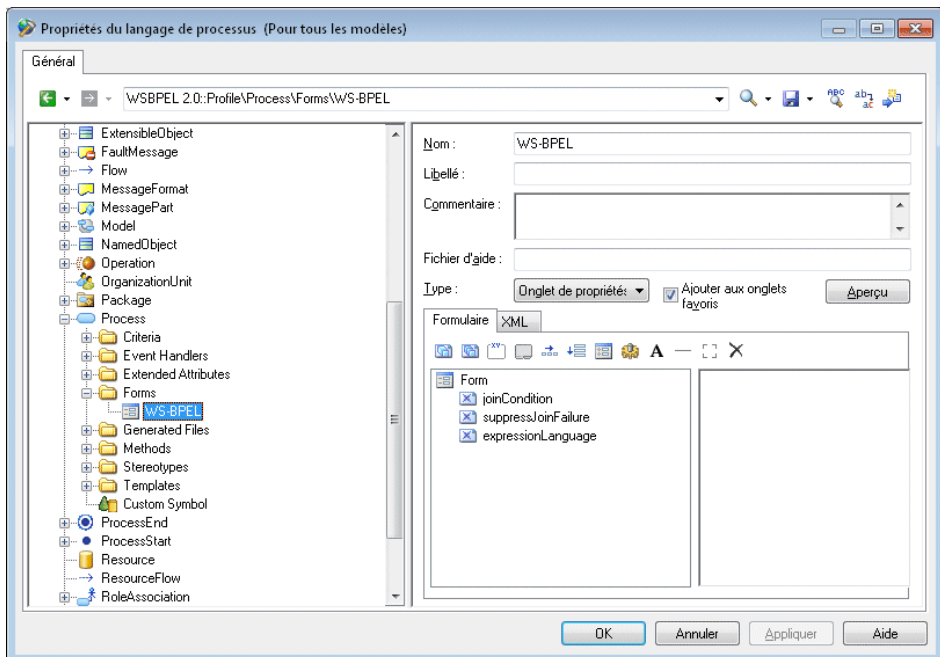 Propriétés du langage de processus (Pour tous les modèles)
Général
WSBPEL 2.0::Profile\Process\Forms\WS-BPEL
ABC
ab
ac
ExtensibleObject
FaultMessage
Flow
MessageFormat
MessagePart
Model
NamedObject
Operation
OrganizationUnit
Package
Process
Criteria
Event Handlers
Extended Attributes
Forms
WS-BPEL
Generated Files
Methods
Stereotypes
Templates
Custom Symbol
ProcessEnd
ProcessStart
Resource
ResourceFlow
RoleAssociation
Nom :
WS-BPEL
Libellé :
Commentaire :
Fichier d'aide :
Type :
Onglet de propriétés
Ajouter aux onglets
favoris
Aperçu
Formulaire
XML
A
Form
joinCondition
suppressJoinFailure
expressionLanguage
OK
Annuler
Appliquer
Aide